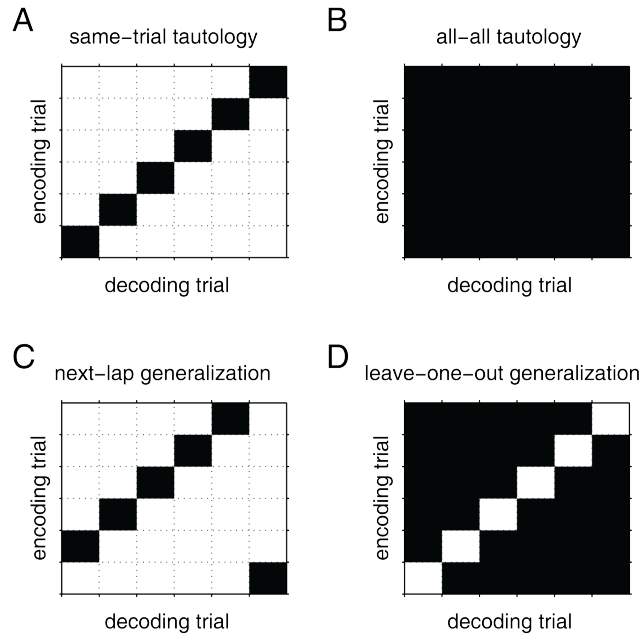 A
same−trial tautology
encoding trial
decoding trial
B
all−all tautology
encoding trial
decoding trial
C
next−lap generalization
encoding trial
decoding trial
D
leave−one−out generalization
encoding trial
decoding trial